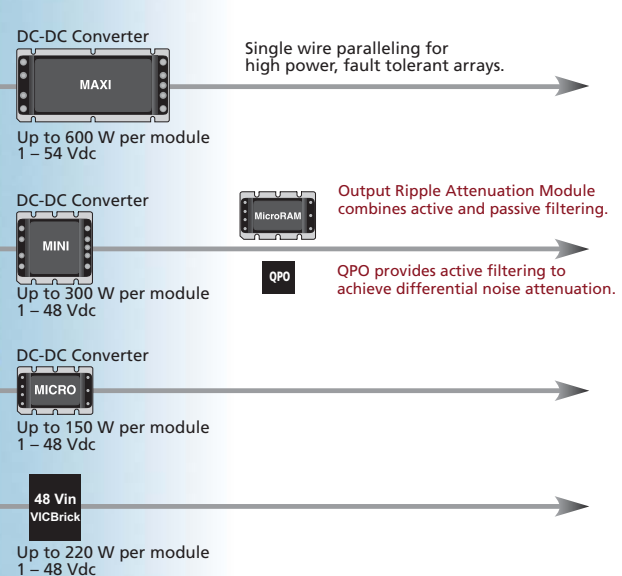 DC-DC Converter
MAXI
Up to 600 W per module
1 – 54 Vdc
Single wire paralleling for
high power, fault tolerant arrays.
DC-DC Converter
MINI
Up to 300 W per module
1 – 48 Vdc
MicroRAM
Output Ripple Attenuation Module
combines active and passive filtering.
QPO
QPO provides active filtering to
achieve differential noise attenuation.
DC-DC Converter
MICRO
Up to 150 W per module
1 – 48 Vdc
48 Vin
VICBrick
Up to 220 W per module
1 – 48 Vdc